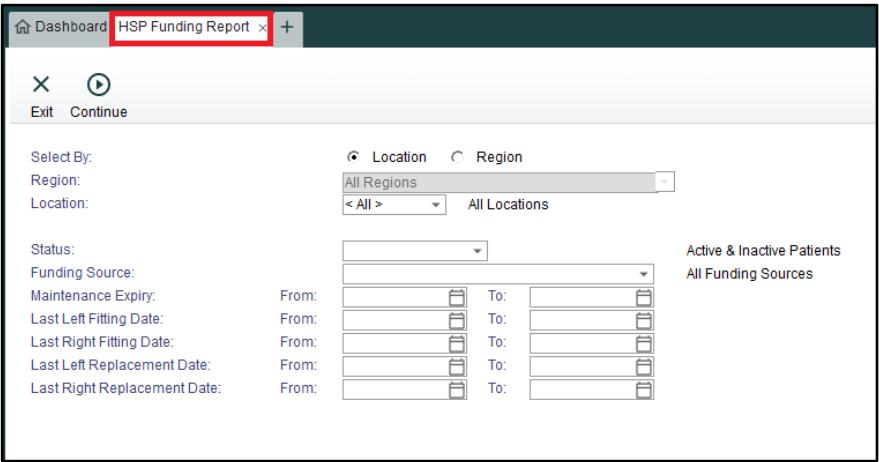 Dashboard HSP Funding Report × +
Exit Continue
Select By: Location Region
Region: All Regions
Location: < All > All Locations
Status: Active & Inactive Patients
Funding Source: All Funding Sources
Maintenance Expiry: From: To:
Last Left Fitting Date: From: To:
Last Right Fitting Date: From: To:
Last Left Replacement Date: From: To:
Last Right Replacement Date: From: To: